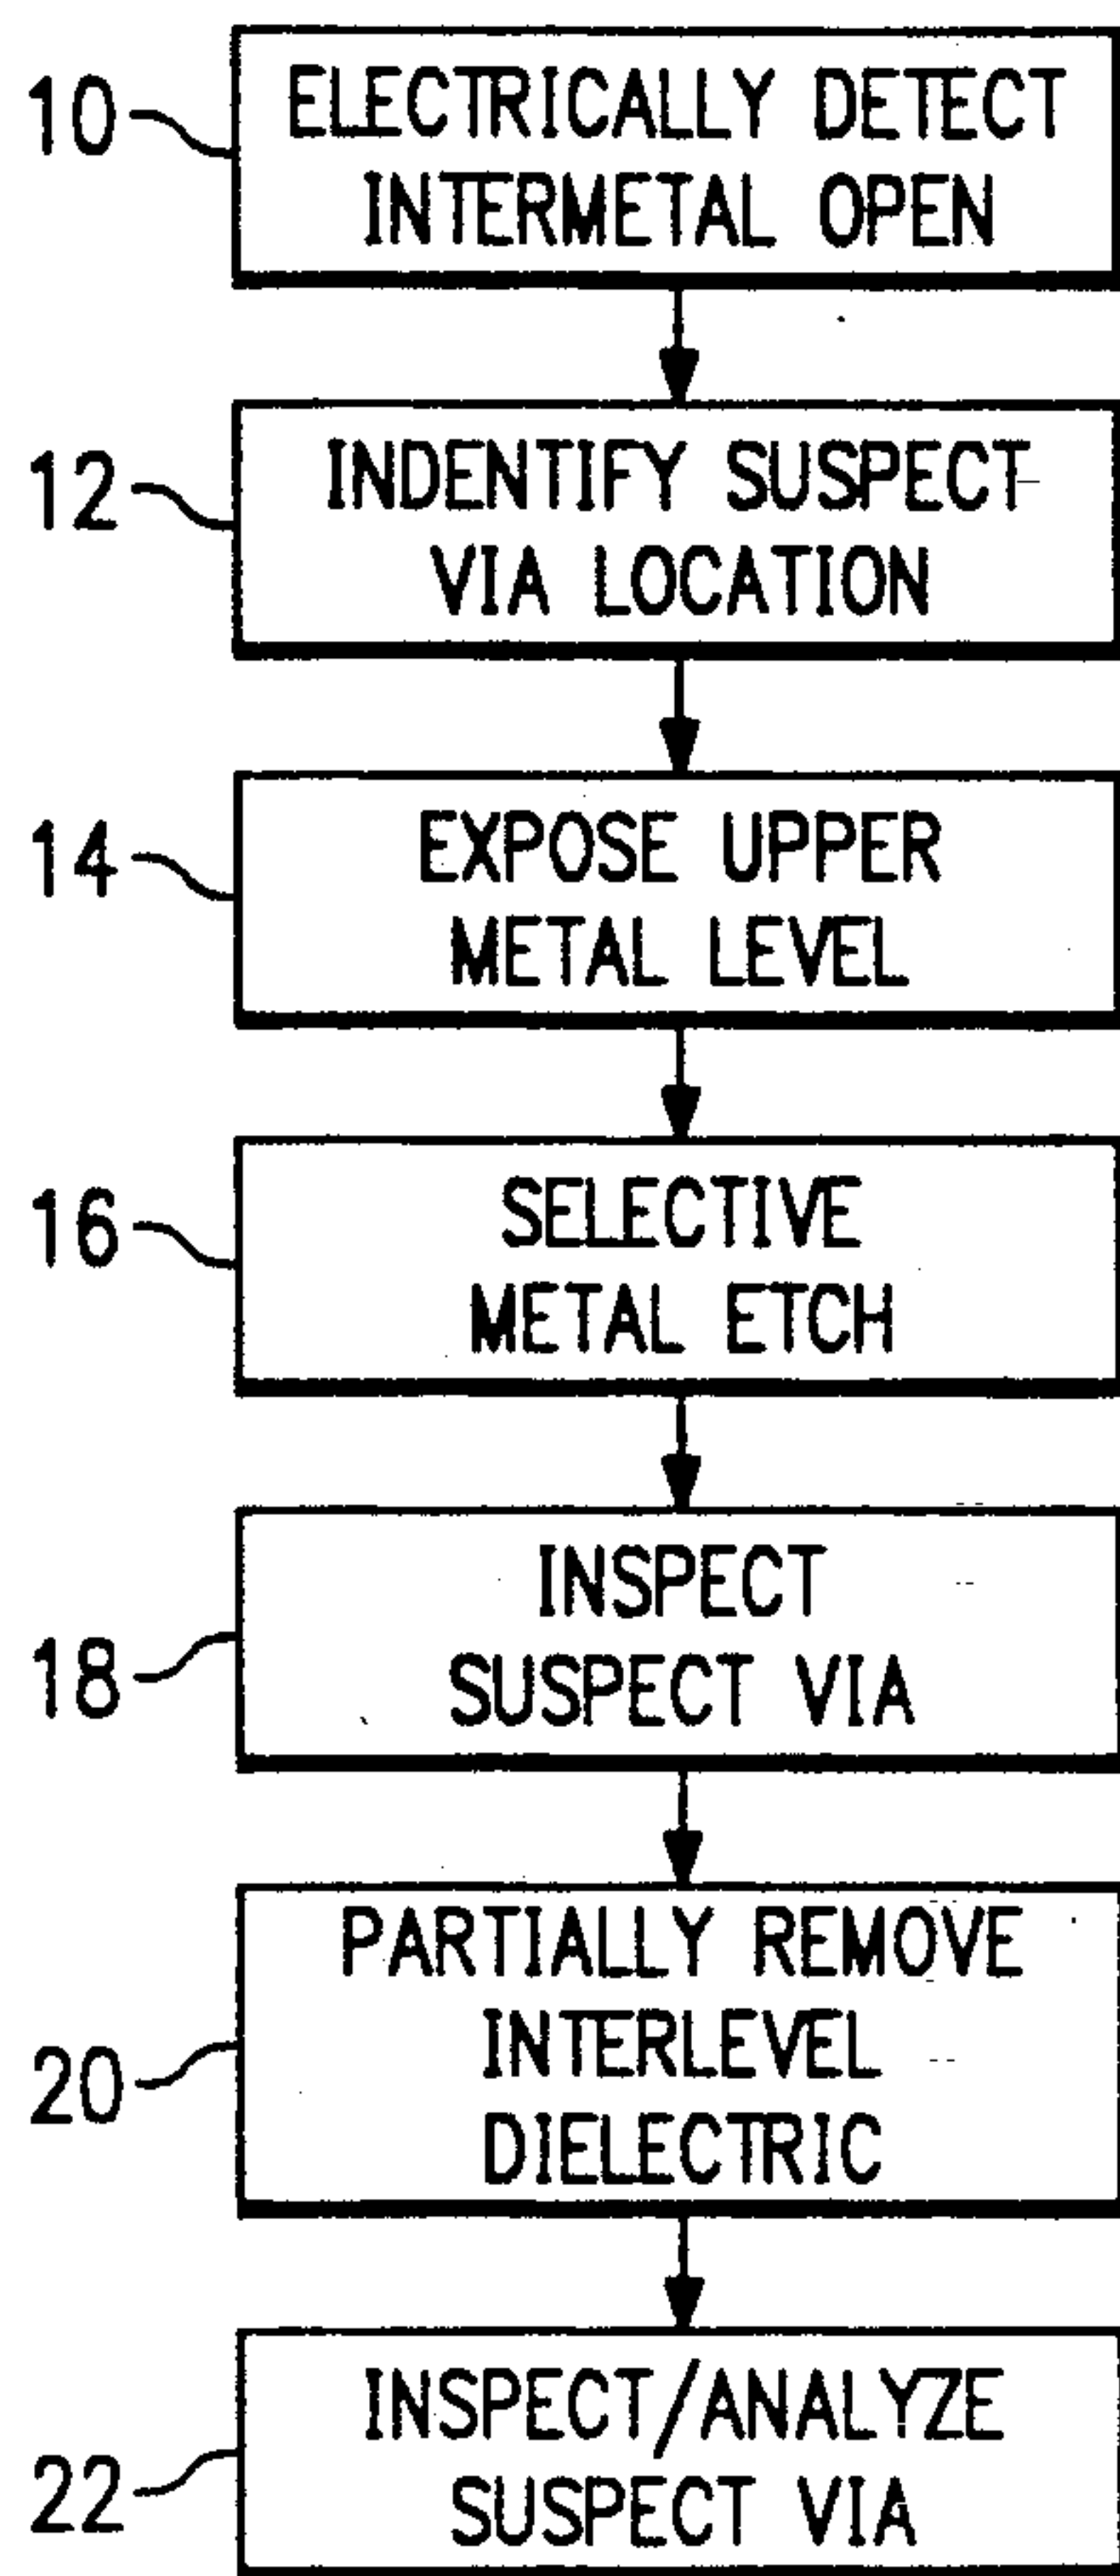 10
ELECTRICALLY DETECT
INTERMETAL OPEN
12
INDENTIFY SUSPECT
VIA LOCATION
14
EXPOSE UPPER
METAL LEVEL
16
SELECTIVE
METAL ETCH
18
INSPECT
SUSPECT VIA
20
PARTIALLY REMOVE
INTERLEVEL
DIELECTRIC
22
INSPECT/ANALYZE
SUSPECT VIA